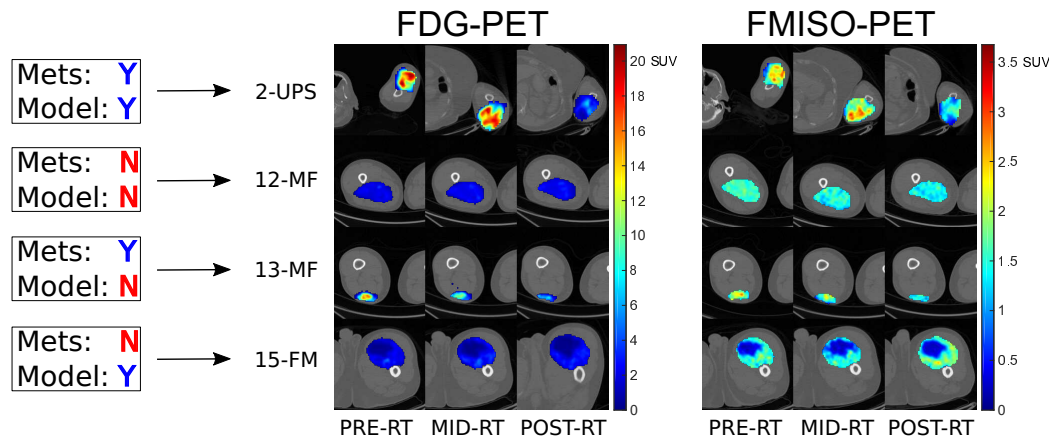 FDG-PET FMISO-PET
Mets: Y
Model: Y
2-UPS
Mets: N
Model: N
12-MF
Mets: Y
Model: N
13-MF
Mets: N
Model: Y
15-FM
20 SUV
18
16
14
12
10
8
6
4
2
0
3.5 SUV
3
2.5
2
1.5
1
0.5
0
PRE-RT MID-RT POST-RT PRE-RT MID-RT POST-RT